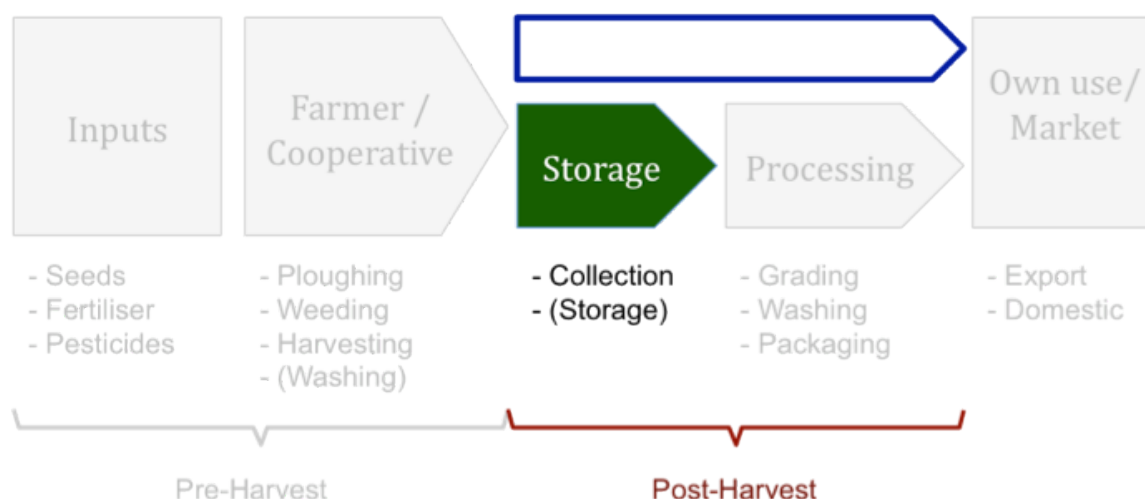 Inputs
Farmer /
Cooperative
Storage
Processing
Own use/
Market
- Seeds
- Fertiliser
- Pesticides
- Ploughing
- Weeding
- Harvesting
- (Washing)
- Collection
- (Storage)
- Grading
- Washing
- Packaging
- Export
- Domestic
Pre-Harvest
Post-Harvest